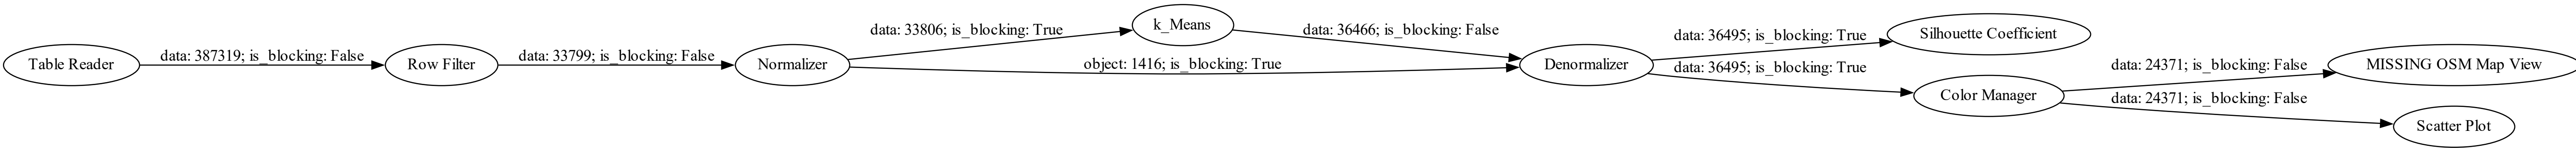 Table Reader
data: 387319; is_blocking: False
Row Filter
data: 33799; is_blocking: False
Normalizer
data: 33806; is_blocking: True
k_Means
data: 36466; is_blocking: False
object: 1416; is_blocking: True
Denormalizer
data: 36495; is_blocking: True
Silhouette Coefficient
data: 36495; is_blocking: True
Color Manager
data: 24371; is_blocking: False
MISSING OSM Map View
data: 24371; is_blocking: False
Scatter Plot